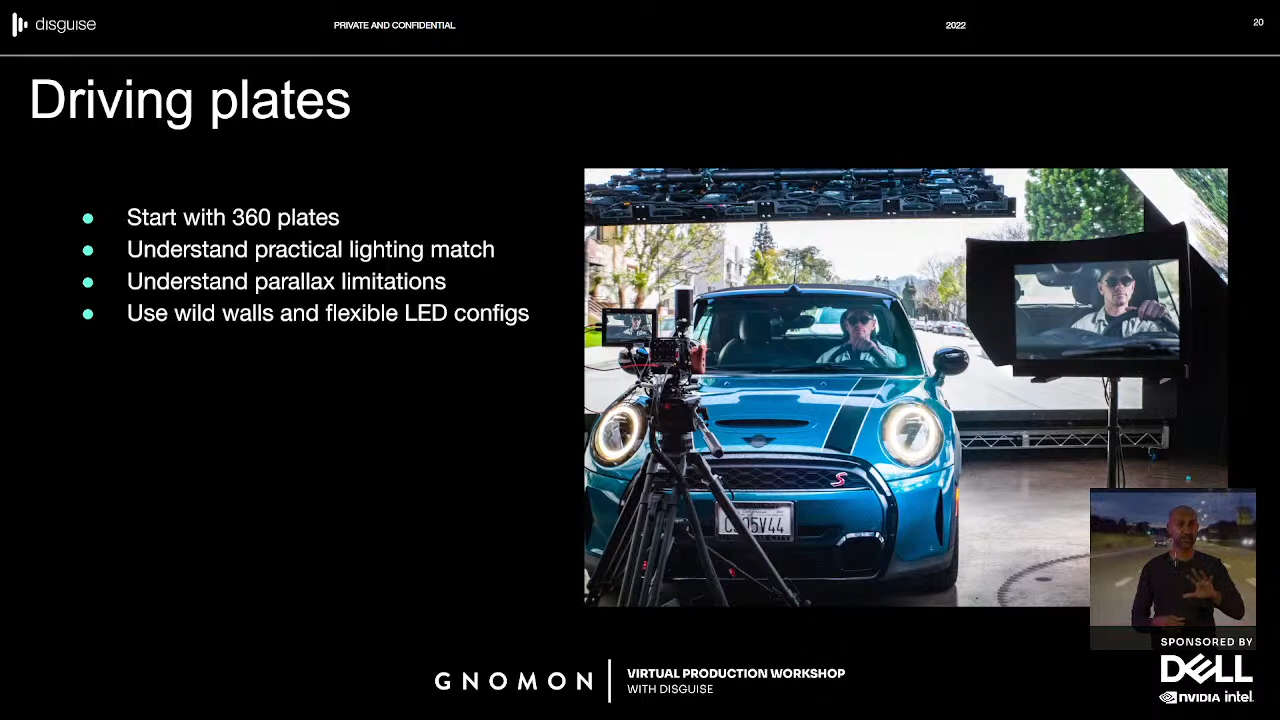 disguise
PRIVATE AND CONFIDENTIAL
2022
20
Driving plates
Start with 360 plates
Understand practical lighting match
Understand parallax limitations
Use wild walls and flexible LED configs
S
SPONSORED BY
DELL
NVIDIA intel
GNOMON
VIRTUAL PRODUCTION WORKSHOP
WITH DISGUISE